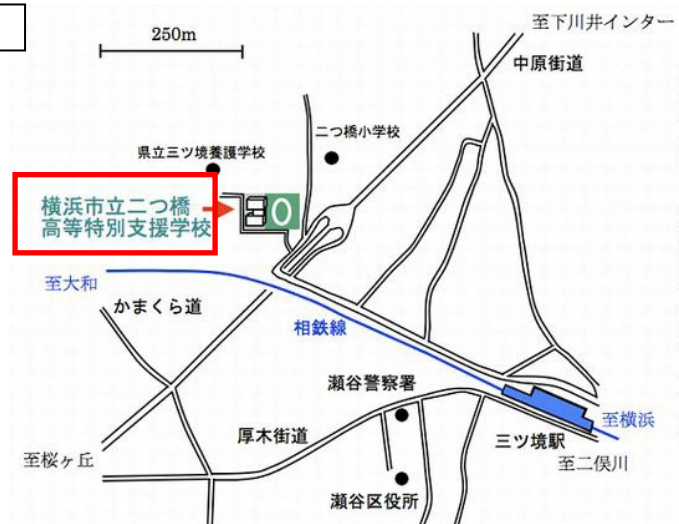 250m
至下川井インター
中原街道
二つ橋小学校
県立三ツ境養護学校
横浜市立二つ橋
高等特別支援学校
至大和
かまくら道
相鉄線
瀬谷警察署
至横浜
厚木街道
三ツ境駅
至桜ヶ丘
至二俣川
瀬谷区役所